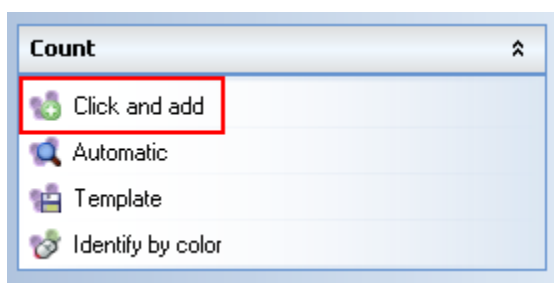 Count
Click and add
Automatic
Template
Identify by color